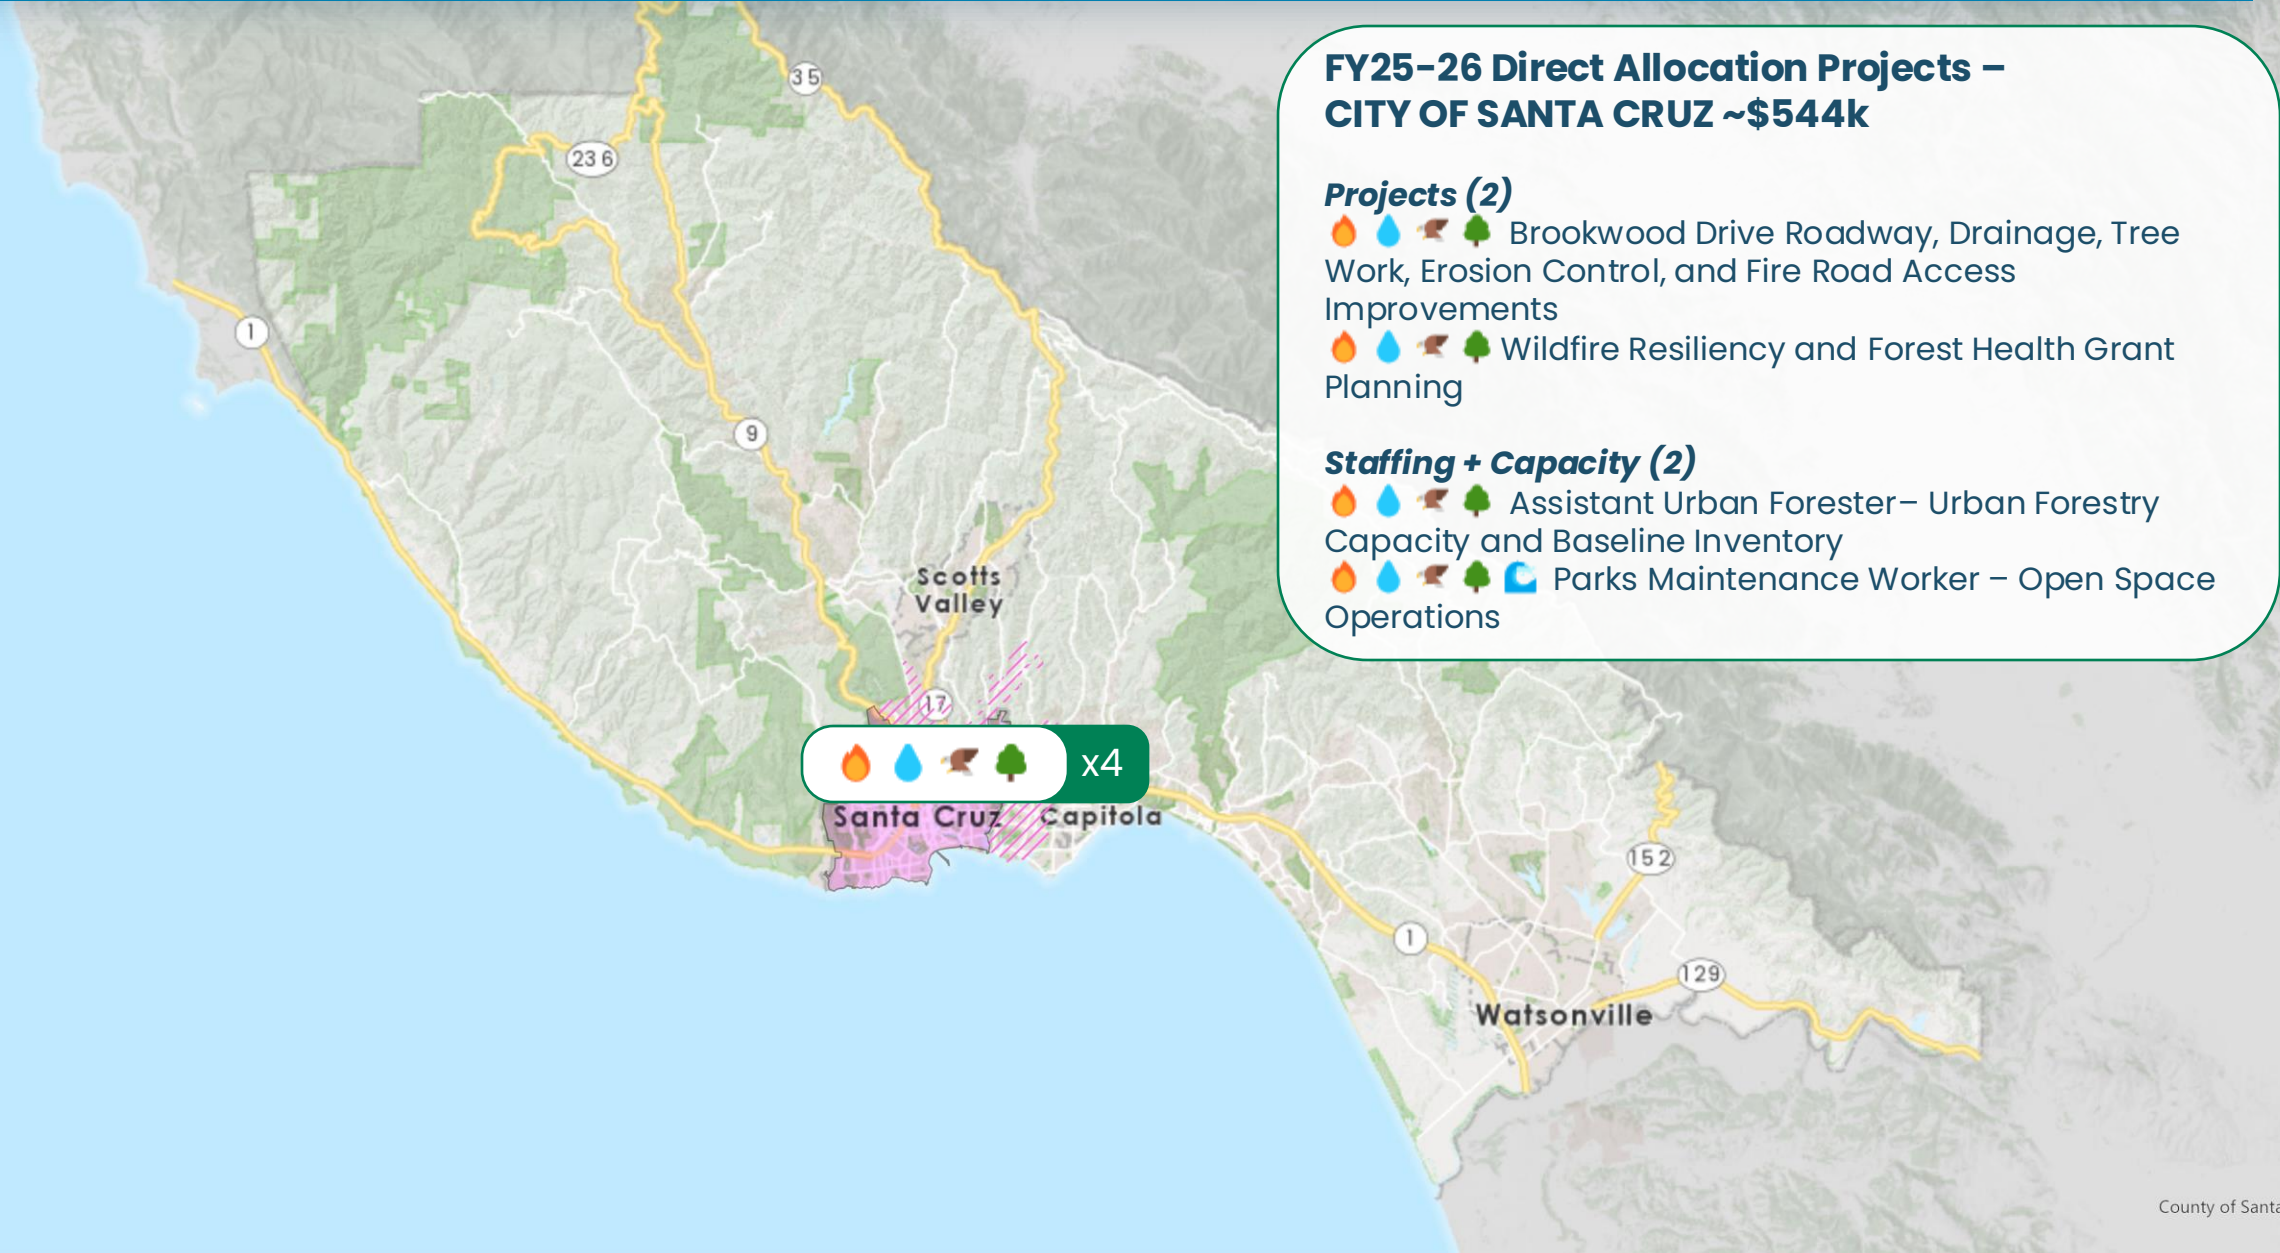 FY25-26 Direct Allocation Projects –
CITY OF SANTA CRUZ ~$544k
Projects (2)
🔥 💧 🦅 🌳 Brookwood Drive Roadway, Drainage, Tree
Work, Erosion Control, and Fire Road Access
Improvements
🔥 💧 🦅 🌳 Wildfire Resiliency and Forest Health Grant
Planning
Staffing + Capacity (2)
🔥 💧 🦅 🌳 Assistant Urban Forester– Urban Forestry
Capacity and Baseline Inventory
🔥 💧 🦅 🌳 🌊 Parks Maintenance Worker – Open Space
Operations
35
236
1
9
Scotts
Valley
17
x4
Santa Cruz
Capitola
152
1
129
Watsonville
County of Santa